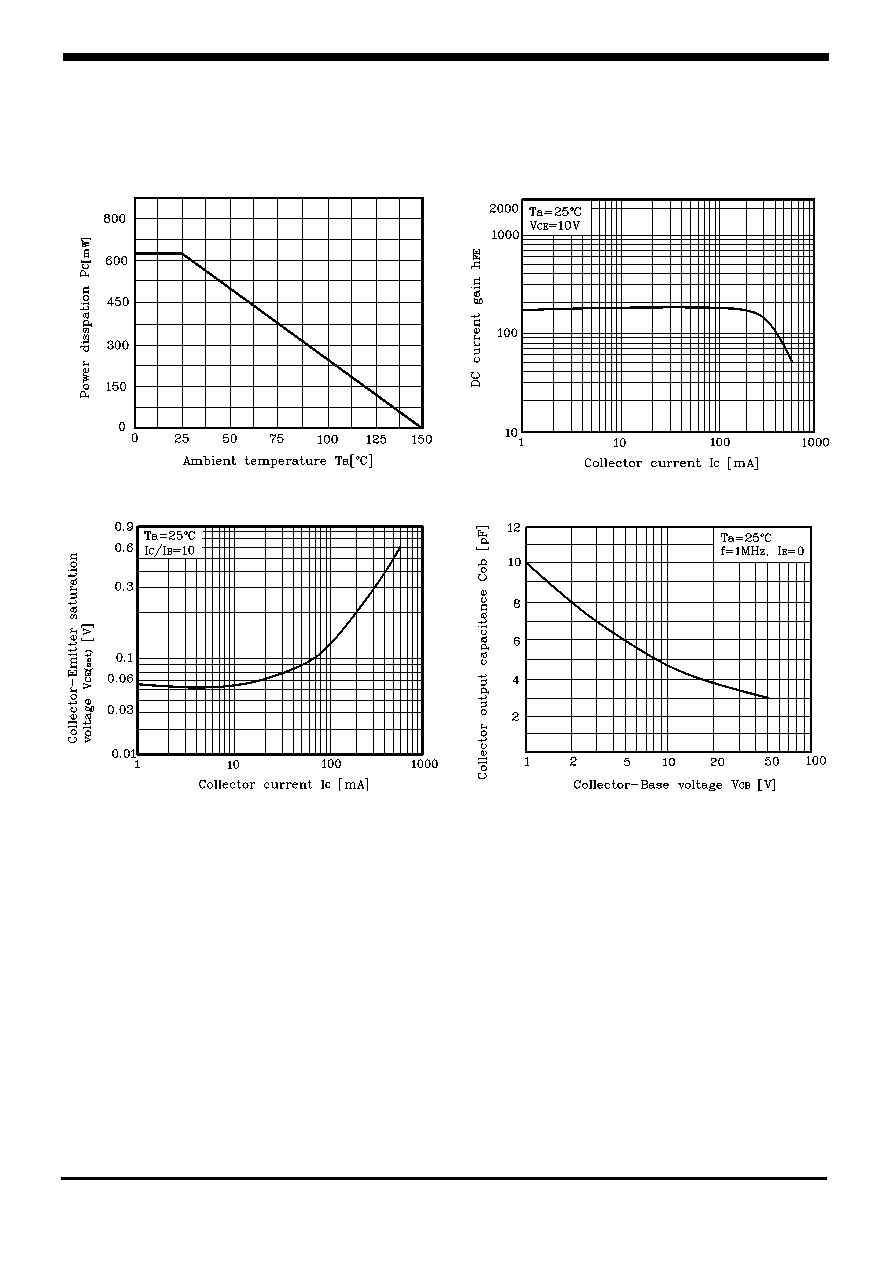 800
600
450
300
150
0
0 25 50 75 100 125 150
Power disspation Pc[mW]
Ambient temperature Ta[°C]
Ta=25°C
VCE=10V
2000
1000
100
10
1 10 100 1000
DC current gain hFE
Collector current Ic [mA]
Ta=25°C
Ic/IB=10
0.9
0.6
0.3
0.1
0.06
0.03
0.01
1 10 100 1000
Collector-Emitter saturation
voltage VCE(sat) [V]
Collector current Ic [mA]
Ta=25°C
f=1MHz, IE=0
12
10
8
6
4
2
1 2 5 10 20 50 100
Collector output capacitance Cob [pF]
Collector-Base voltage VCB [V]